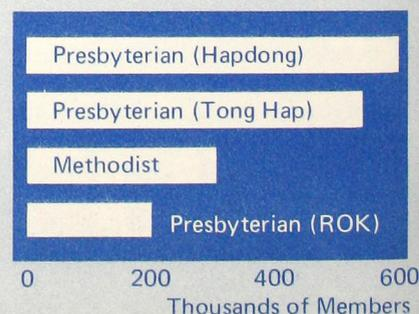 Presbyterian (Hapdong)
Presbyterian (Tong Hap)
Methodist
Presbyterian (ROK)
0 200 400 600
Thousands of Members